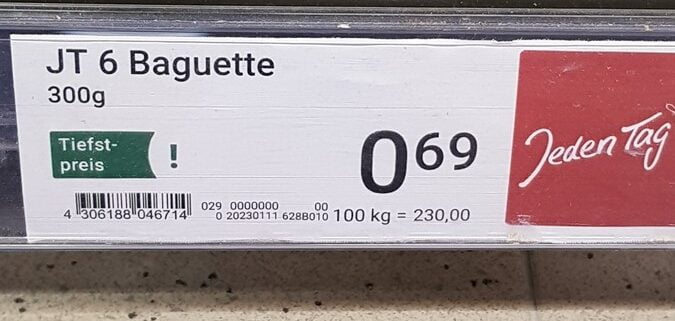 JT 6 Baguette
300g
Tiefst-
preis
!
069
Jeden Tag
4 306188 046714
029 0000000 00
0 20230111 628B010
100 kg = 230,00